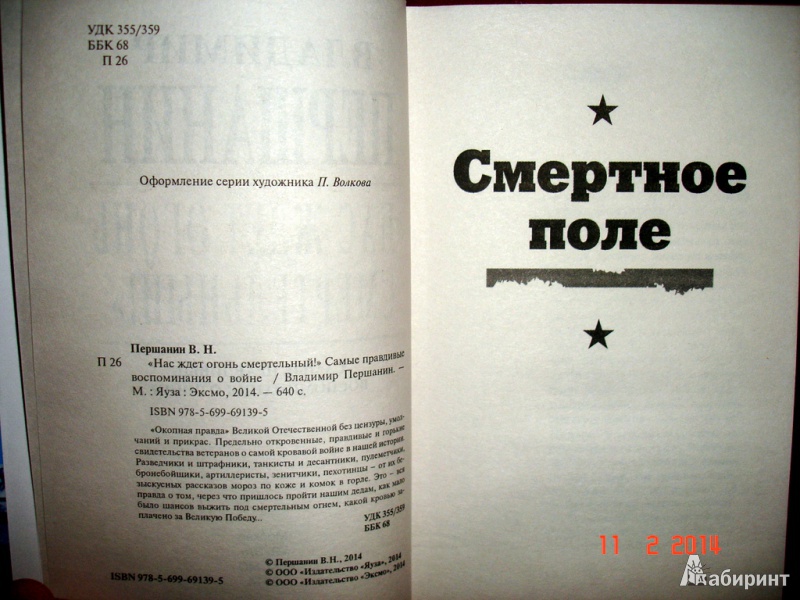 УДК 355/359
ББК 68
П 26
Оформление серии художника П. Волкова
Першанин В. Н.
П 26 «Нас ждет огонь смертельный!» Самые правдивые
воспоминания о войне / Владимир Першанин. —
М. : Яуза : Эксмо, 2014. — 640 с.
ISBN 978-5-699-69139-5
«Окопная правда» Великой Отечественной без цензуры, умол-
чаний и прикрас. Предельно откровенные, правдивые и горькие
свидетельства ветеранов о самой кровавой войне в нашей истории.
Разведчики и штрафники, танкисты и десантники, пулеметчики,
бронебойщики, артиллеристы, зенитчики, пехотинцы – от их бе-
зыскусных рассказов мороз по коже и комок в горле. Это – вся
правда о том, через что пришлось пройти нашим дедам, как мало
было шансов выжить под смертельным огнем, какой кровью за-
плачено за Великую Победу...
УДК 355/359
ББК 68
© Першанин В.Н., 2014
© ООО «Издательство «Яуза», 2014
ISBN 978-5-699-69139-5 © ООО «Издательство «Эксмо», 2014
Смертное
поле
11 2 2014
Лабиринт